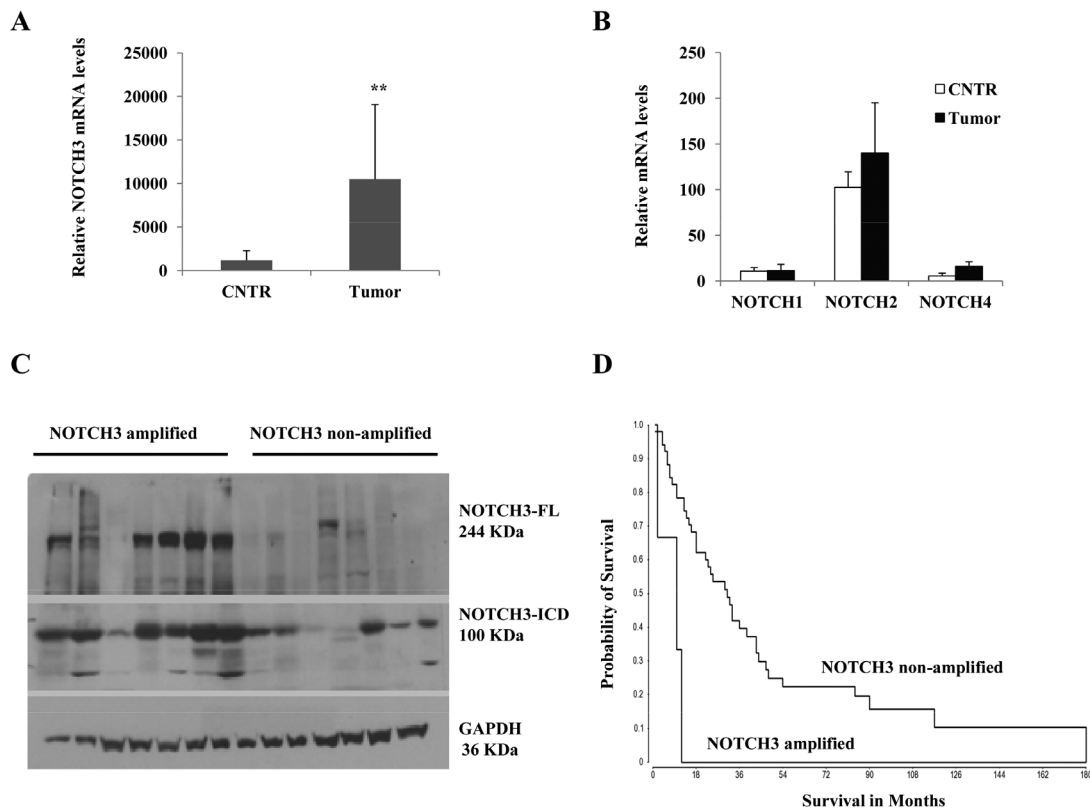 A
Relative NOTCH3 mRNA levels
25000
20000
15000
10000
5000
0
**
CNTR
Tumor
B
Relative mRNA levels
250
200
150
100
50
0
CNTR
Tumor
NOTCH1
NOTCH2
NOTCH4
C
NOTCH3 amplified
NOTCH3 non-amplified
NOTCH3-FL
244 KDa
NOTCH3-ICD
100 KDa
GAPDH
36 KDa
D
Probability of Survival
1.0
0.9
0.8
0.7
0.6
0.5
0.4
0.3
0.2
0.1
0
NOTCH3 non-amplified
NOTCH3 amplified
0 18 36 54 72 90 108 126 144 162 180
Survival in Months